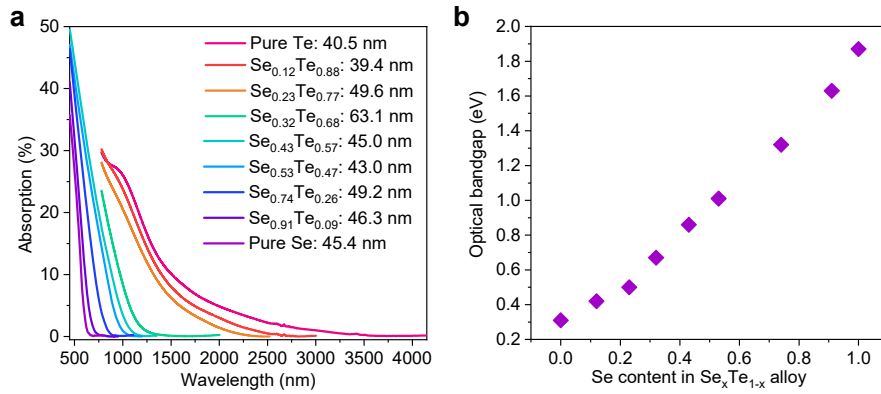 a
50
40
30
20
10
0
Absorption (%)
500 1000 1500 2000 2500 3000 3500 4000
Wavelength (nm)
Pure Te: 40.5 nm
Se0.12Te0.88: 39.4 nm
Se0.23Te0.77: 49.6 nm
Se0.32Te0.68: 63.1 nm
Se0.43Te0.57: 45.0 nm
Se0.53Te0.47: 43.0 nm
Se0.74Te0.26: 49.2 nm
Se0.91Te0.09: 46.3 nm
Pure Se: 45.4 nm
b
2.0
1.8
1.6
1.4
1.2
1.0
0.8
0.6
0.4
0.2
Optical bandgap (eV)
0.0 0.2 0.4 0.6 0.8 1.0
Se content in SexTe1-x alloy